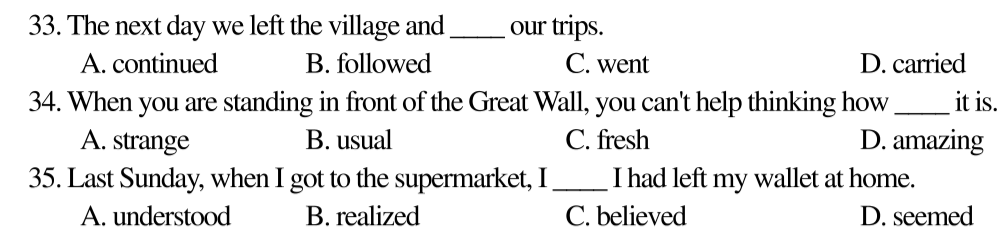 33. The next day we left the village and ____ our trips.
A. continued B. followed C. went D. carried
34. When you are standing in front of the Great Wall, you can't help thinking how ____ it is.
A. strange B. usual C. fresh D. amazing
35. Last Sunday, when I got to the supermarket, I ____ I had left my wallet at home.
A. understood B. realized C. believed D. seemed